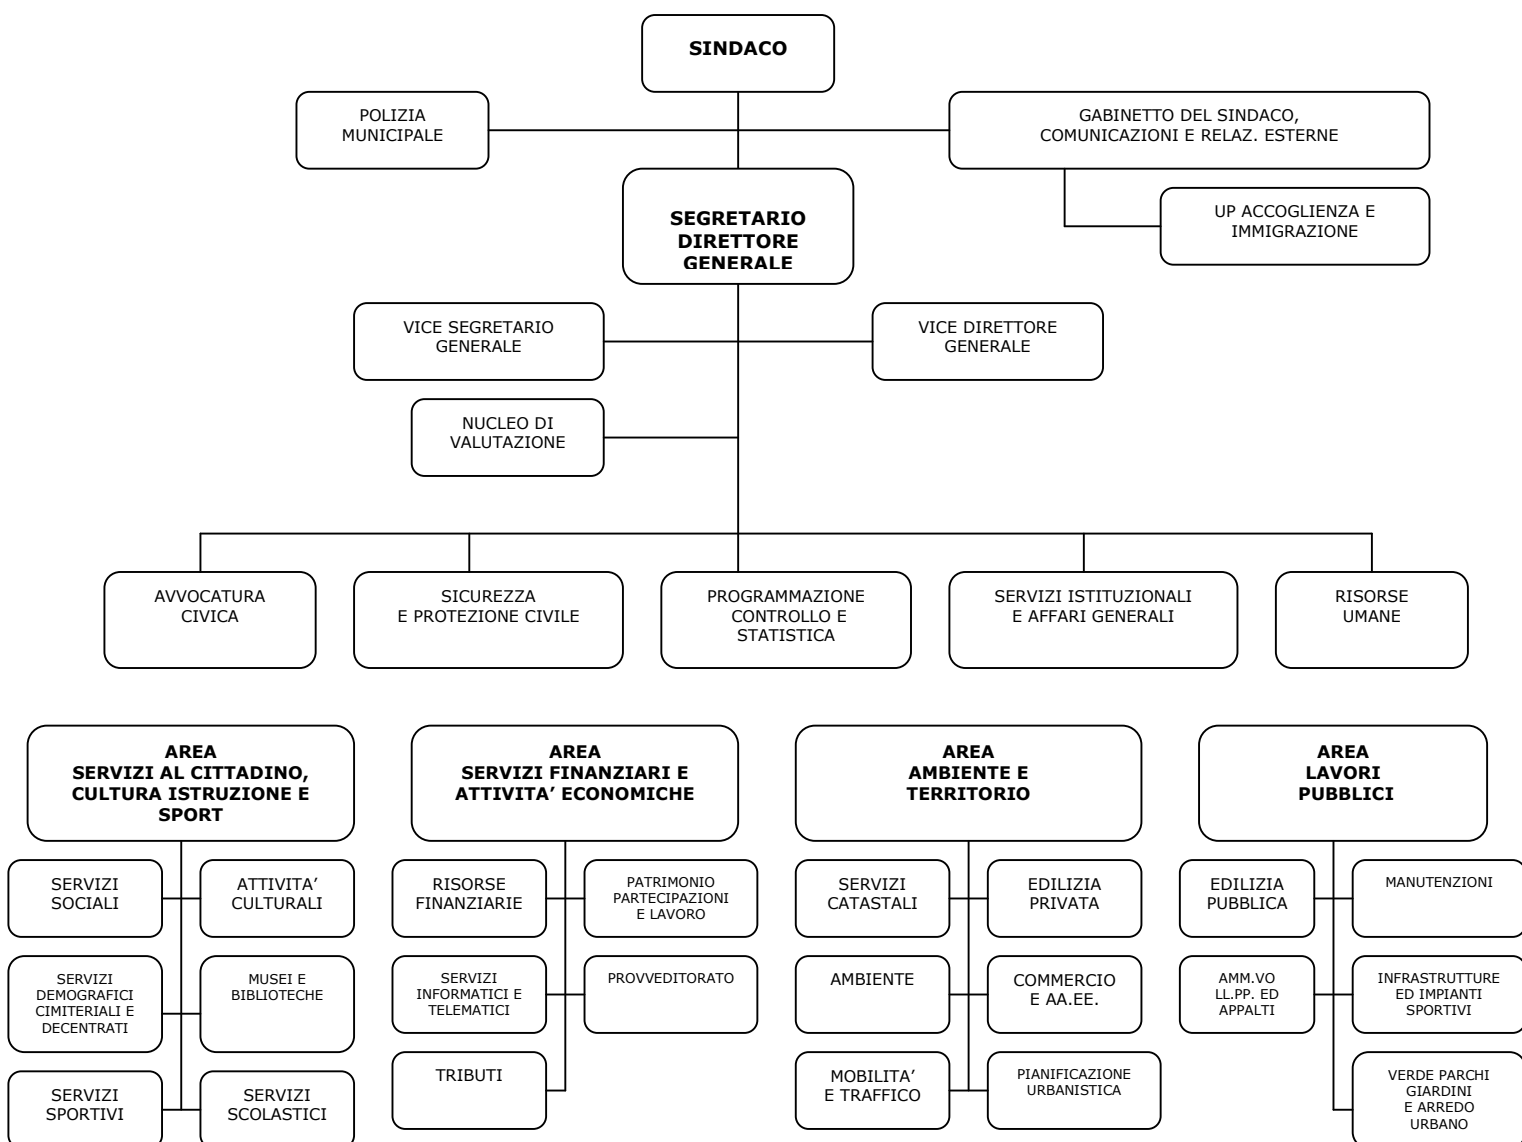 SINDACO
POLIZIA
MUNICIPALE
GABINETTO DEL SINDACO,
COMUNICAZIONI E RELAZ. ESTERNE
SEGRETARIO
DIRETTORE
GENERALE
UP ACCOGLIENZA E
IMMIGRAZIONE
VICE SEGRETARIO
GENERALE
VICE DIRETTORE
GENERALE
NUCLEO DI
VALUTAZIONE
AVVOCATURA
CIVICA
SICUREZZA
E PROTEZIONE CIVILE
PROGRAMMAZIONE
CONTROLLO E
STATISTICA
SERVIZI ISTITUZIONALI
E AFFARI GENERALI
RISORSE
UMANE
AREA
SERVIZI AL CITTADINO,
CULTURA ISTRUZIONE E
SPORT
AREA
SERVIZI FINANZIARI E
ATTIVITA’ ECONOMICHE
AREA
AMBIENTE E
TERRITORIO
AREA
LAVORI
PUBBLICI
SERVIZI
SOCIALI
ATTIVITA’
CULTURALI
RISORSE
FINANZIARIE
PATRIMONIO
PARTECIPAZIONI
E LAVORO
SERVIZI
CATASTALI
EDILIZIA
PRIVATA
EDILIZIA
PUBBLICA
MANUTENZIONI
SERVIZI
DEMOGRAFICI
CIMITERIALI E
DECENTRATI
MUSEI E
BIBLIOTECHE
SERVIZI
INFORMATICI E
TELEMATICI
PROVVEDITORATO
AMBIENTE
COMMERCIO
E AA.EE.
AMM.VO
LL.PP. ED
APPALTI
INFRASTRUTTURE
ED IMPIANTI
SPORTIVI
SERVIZI
SPORTIVI
SERVIZI
SCOLASTICI
TRIBUTI
MOBILITA’
E TRAFFICO
PIANIFICAZIONE
URBANISTICA
VERDE PARCHI
GIARDINI
E ARREDO
URBANO